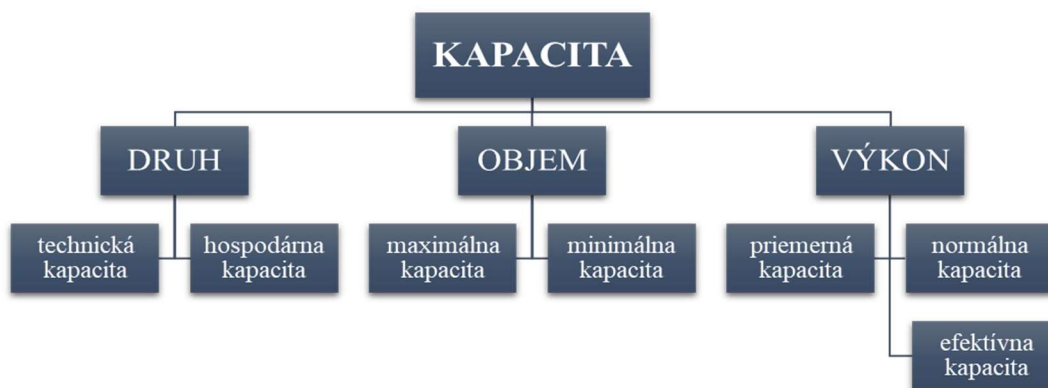 KAPACITA
DRUH
OBJEM
VÝKON
technická
kapacita
hospodárna
kapacita
maximálna
kapacita
minimálna
kapacita
priemerná
kapacita
normálna
kapacita
efektívna
kapacita